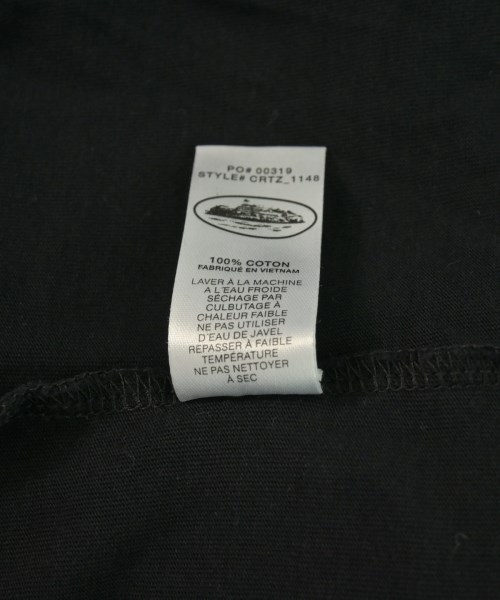 PO# 00319
STYLE# CRTZ_1148
100% COTON
FABRIQUÉ EN VIETNAM
LAVER À LA MACHINE
A L'EAU FROIDE
SÉCHAGE PAR
CULBUTAGE À
CHALEUR FAIBLE
NE PAS UTILISER
D'EAU DE JAVEL
REPASSER À FAIBLE
TEMPÉRATURE
NE PAS NETTOYER
À SEC